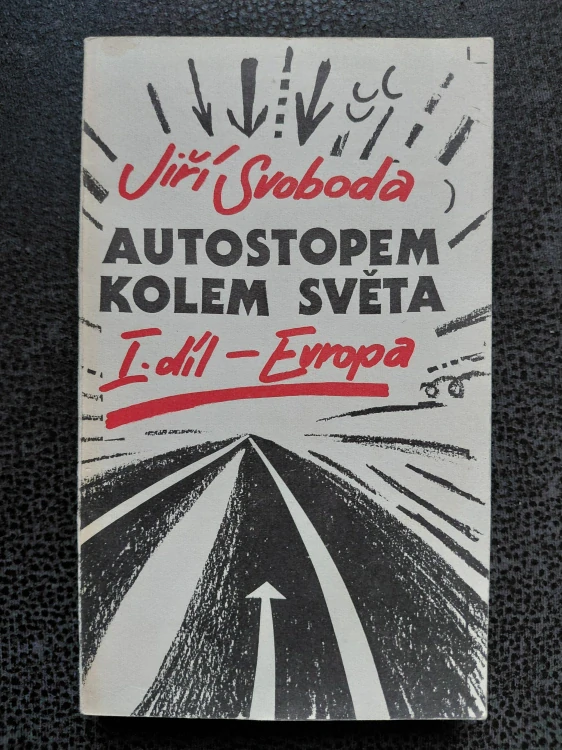 Jiří Svoboda
AUTOSTOPEM
KOLEM SVĚTA
I. díl – Evropa